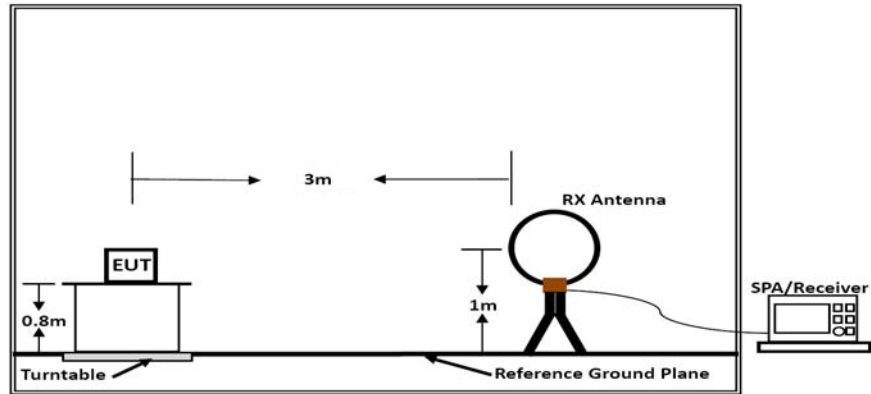 3m
RX Antenna
EUT
SPA/Receiver
0.8m
1m
Turntable
Reference Ground Plane